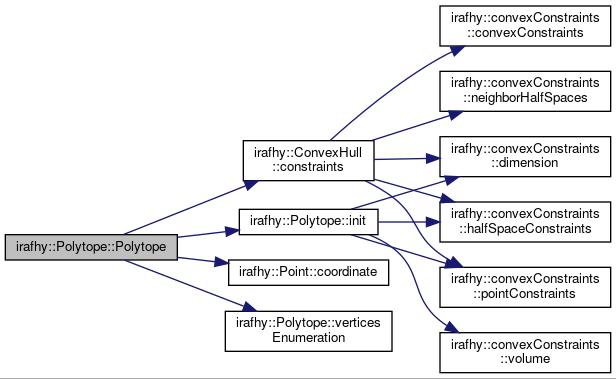 irafhy::Polytope::Polytope
irafhy::ConvexHull
::constraints
irafhy::Polytope::init
irafhy::Point::coordinate
irafhy::Polytope::vertices
Enumeration
irafhy::convexConstraints
::convexConstraints
irafhy::convexConstraints
::neighborHalfSpaces
irafhy::convexConstraints
::dimension
irafhy::convexConstraints
::halfSpaceConstraints
irafhy::convexConstraints
::pointConstraints
irafhy::convexConstraints
::volume